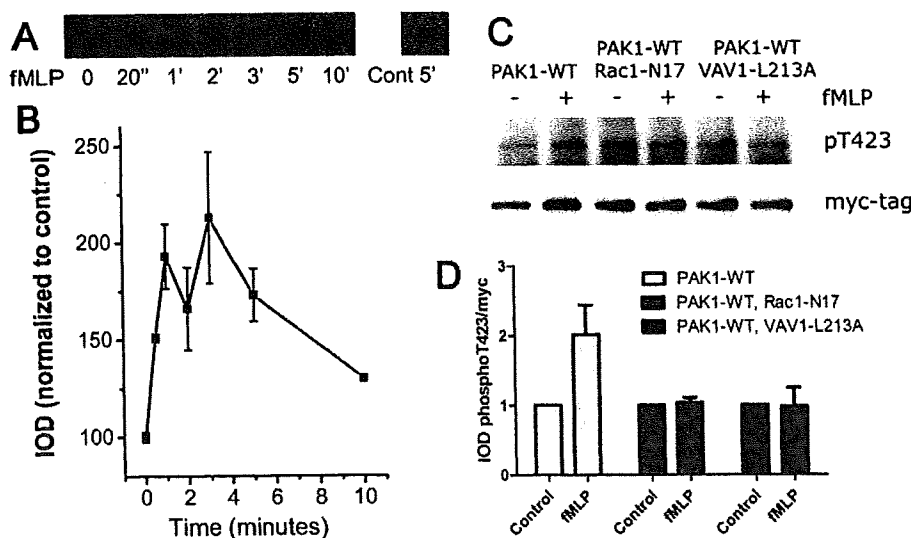 A
fMLP 0 20" 1' 2' 3' 5' 10' Cont 5'
B
IOD (normalized to control)
250
200
150
100
0 2 4 6 8 10
Time (minutes)
C
PAK1-WT
PAK1-WT
Rac1-N17
PAK1-WT
VAV1-L213A
- + - + - + fMLP
pT423
myc-tag
D
IOD phosphoT423/myc
3
2
1
0
PAK1-WT
PAK1-WT, Rac1-N17
PAK1-WT, VAV1-L213A
Control
fMLP
Control
fMLP
Control
fMLP